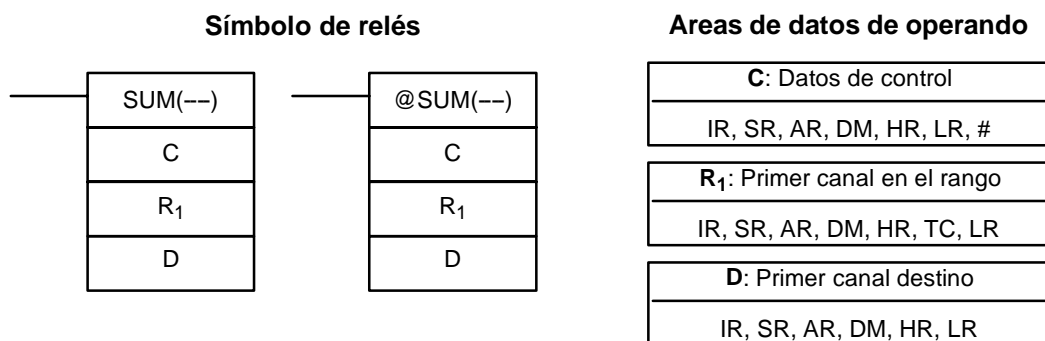 Símbolo de relés
SUM(---)
C
R1
D
@SUM(---)
C
R1
D
Areas de datos de operando
C: Datos de control
IR, SR, AR, DM, HR, LR, #
R1: Primer canal en el rango
IR, SR, AR, DM, HR, TC, LR
D: Primer canal destino
IR, SR, AR, DM, HR, LR